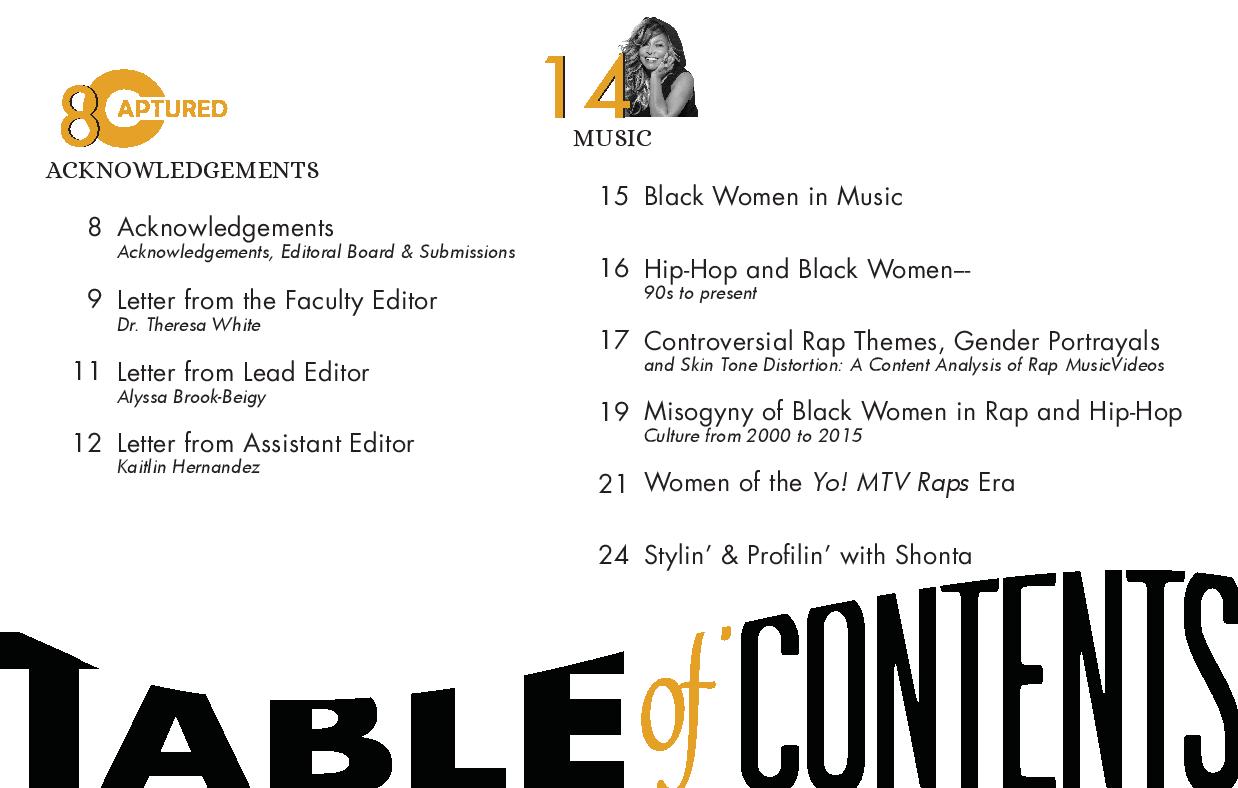 8 CAPTURED
ACKNOWLEDGEMENTS
8 Acknowledgements
Acknowledgements, Editoral Board & Submissions
9 Letter from the Faculty Editor
Dr. Theresa White
11 Letter from Lead Editor
Alyssa Brook-Beigy
12 Letter from Assistant Editor
Kaitlin Hernandez
14
MUSIC
15 Black Women in Music
16 Hip-Hop and Black Women--
90s to present
17 Controversial Rap Themes, Gender Portrayals
and Skin Tone Distortion: A Content Analysis of Rap MusicVideos
19 Misogyny of Black Women in Rap and Hip-Hop
Culture from 2000 to 2015
21 Women of the Yo! MTV Raps Era
24 Stylin’ & Profilin’ with Shonta
TABLE of CONTENTS